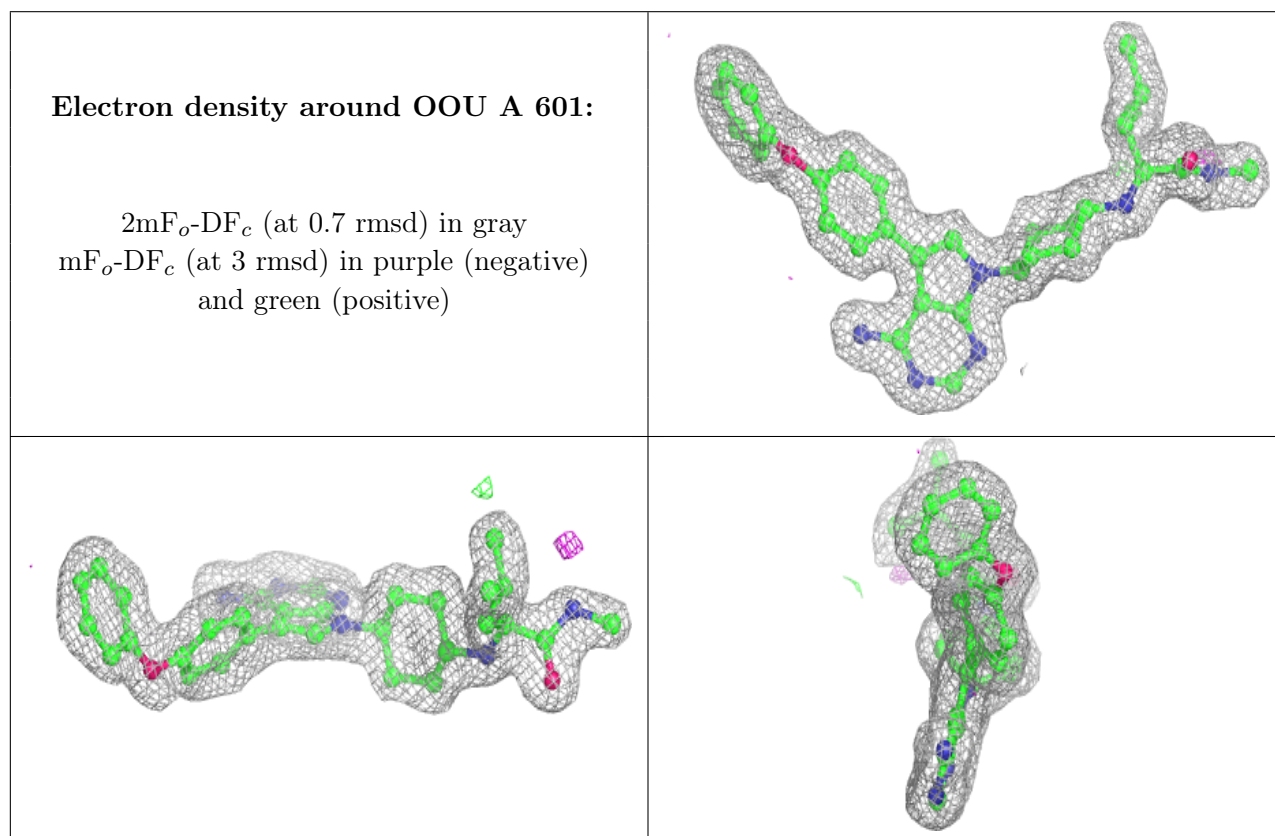 Electron density around OOU A 601:
2mFo-DFc (at 0.7 rmsd) in gray
mFo-DFc (at 3 rmsd) in purple (negative)
and green (positive)